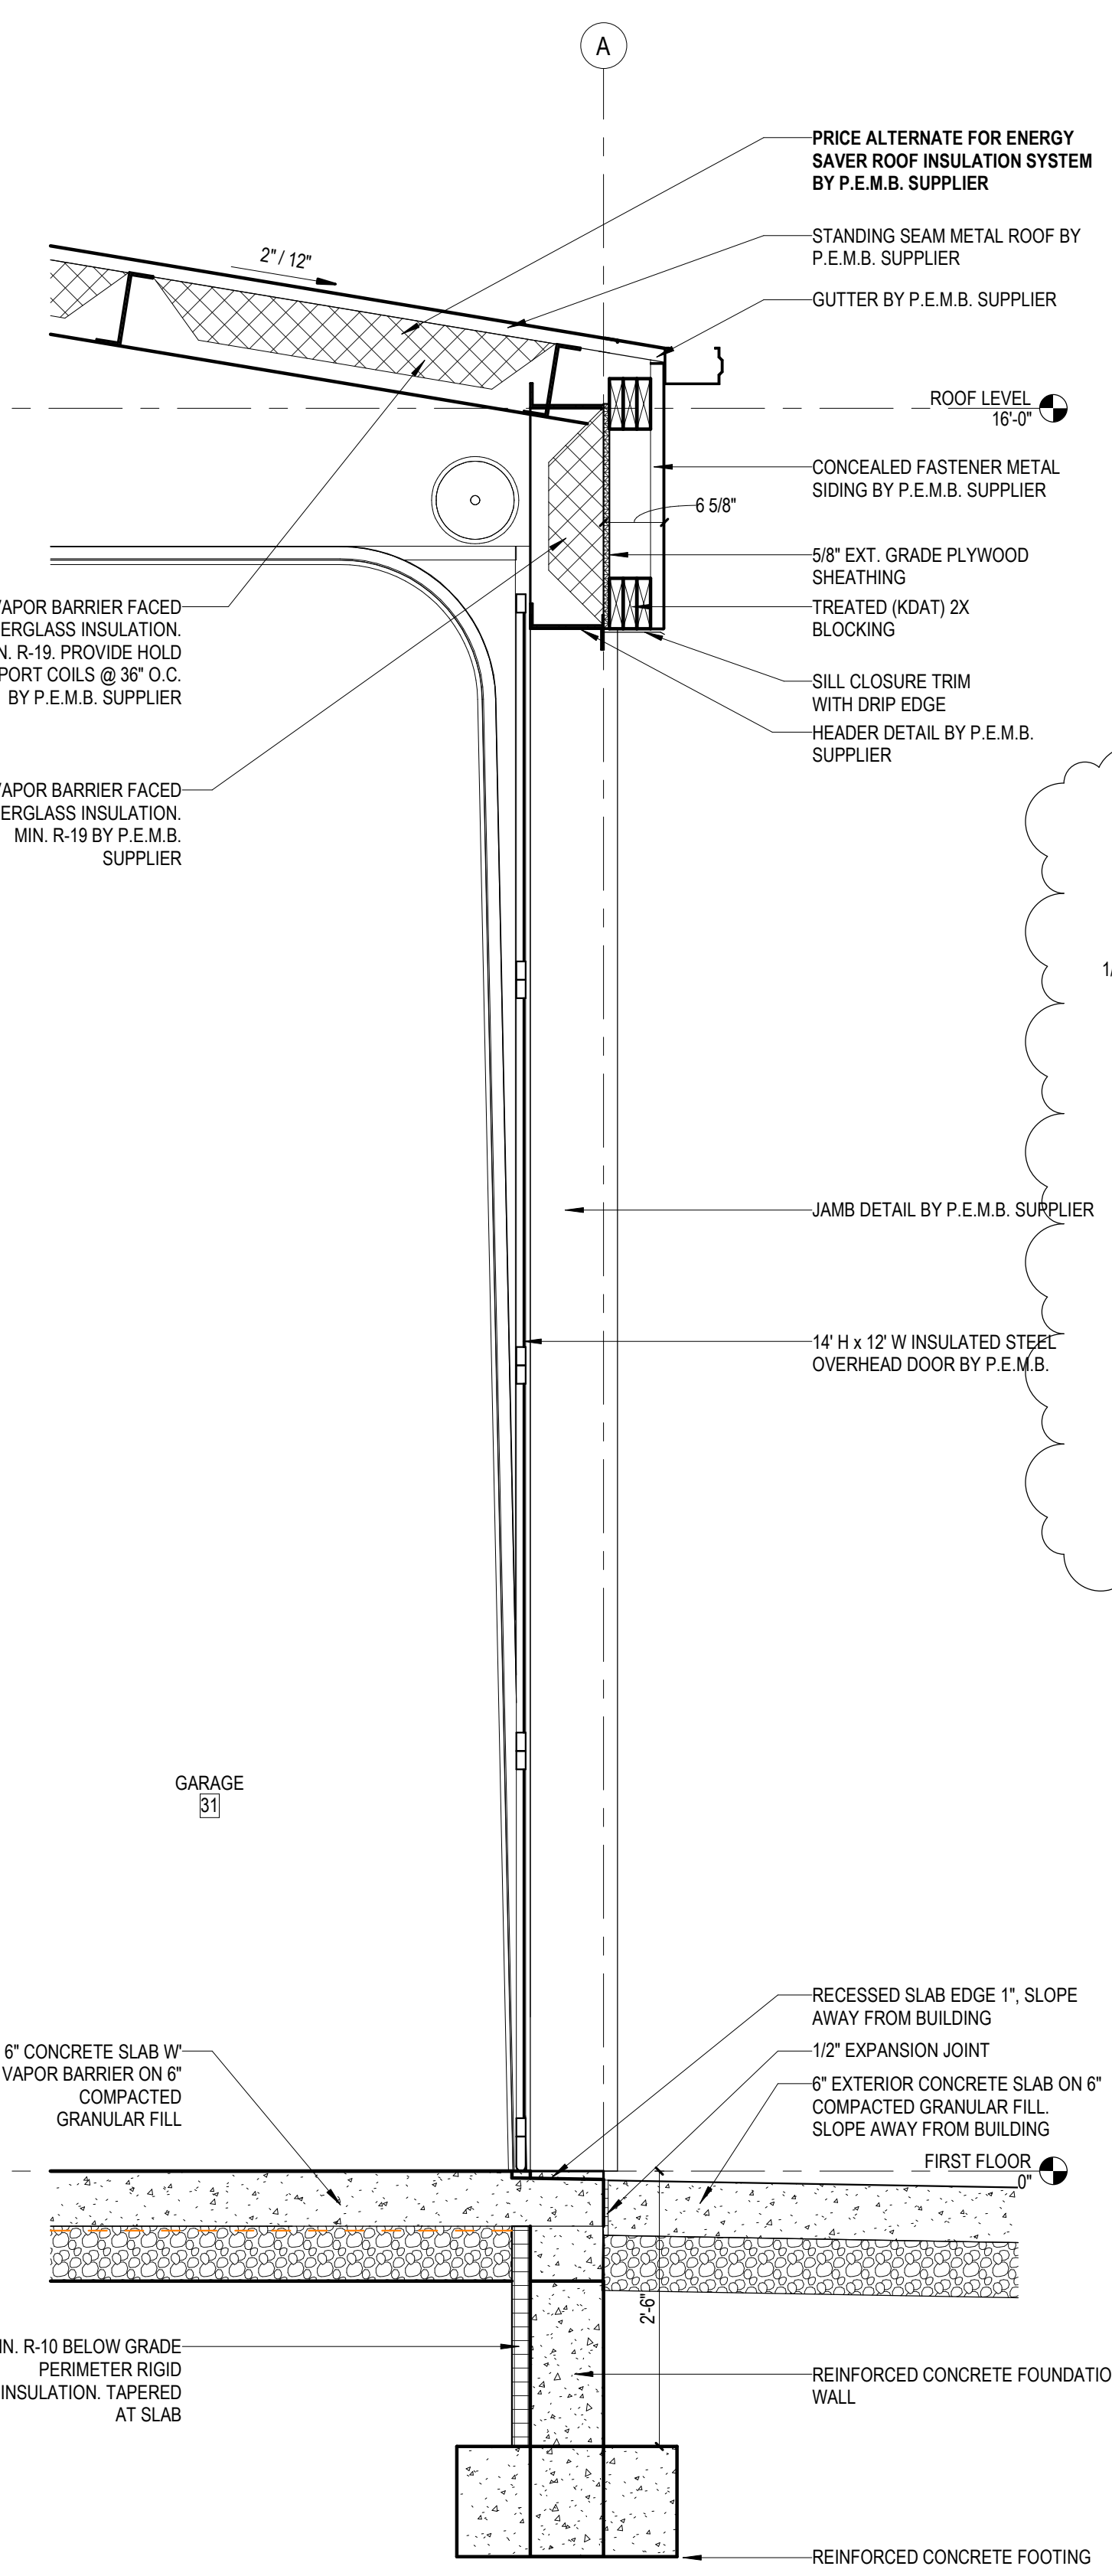 A
PRICE ALTERNATE FOR ENERGY
SAVER ROOF INSULATION SYSTEM
BY P.E.M.B. SUPPLIER
STANDING SEAM METAL ROOF BY
P.E.M.B. SUPPLIER
2" / 12"
GUTTER BY P.E.M.B. SUPPLIER
ROOF LEVEL
16'-0"
CONCEALED FASTENER METAL
SIDING BY P.E.M.B. SUPPLIER
6 5/8"
5/8" EXT. GRADE PLYWOOD
SHEATHING
TREATED (KDAT) 2X
BLOCKING
VAPOR BARRIER FACED
ERGLASS INSULATION.
N. R-19. PROVIDE HOLD
PORT COILS @ 36" O.C.
BY P.E.M.B. SUPPLIER
SILL CLOSURE TRIM
WITH DRIP EDGE
HEADER DETAIL BY P.E.M.B.
SUPPLIER
VAPOR BARRIER FACED
ERGLASS INSULATION.
MIN. R-19 BY P.E.M.B.
SUPPLIER
1/
JAMB DETAIL BY P.E.M.B. SUPPLIER
14' H x 12' W INSULATED STEEL
OVERHEAD DOOR BY P.E.M.B.
GARAGE
31
RECESSED SLAB EDGE 1", SLOPE
AWAY FROM BUILDING
1/2" EXPANSION JOINT
6" EXTERIOR CONCRETE SLAB ON 6"
COMPACTED GRANULAR FILL.
SLOPE AWAY FROM BUILDING
6" CONCRETE SLAB W'
VAPOR BARRIER ON 6"
COMPACTED
GRANULAR FILL
FIRST FLOOR
0"
2'-6"
IN. R-10 BELOW GRADE
PERIMETER RIGID
INSULATION. TAPERED
AT SLAB
REINFORCED CONCRETE FOUNDATIO
WALL
REINFORCED CONCRETE FOOTING